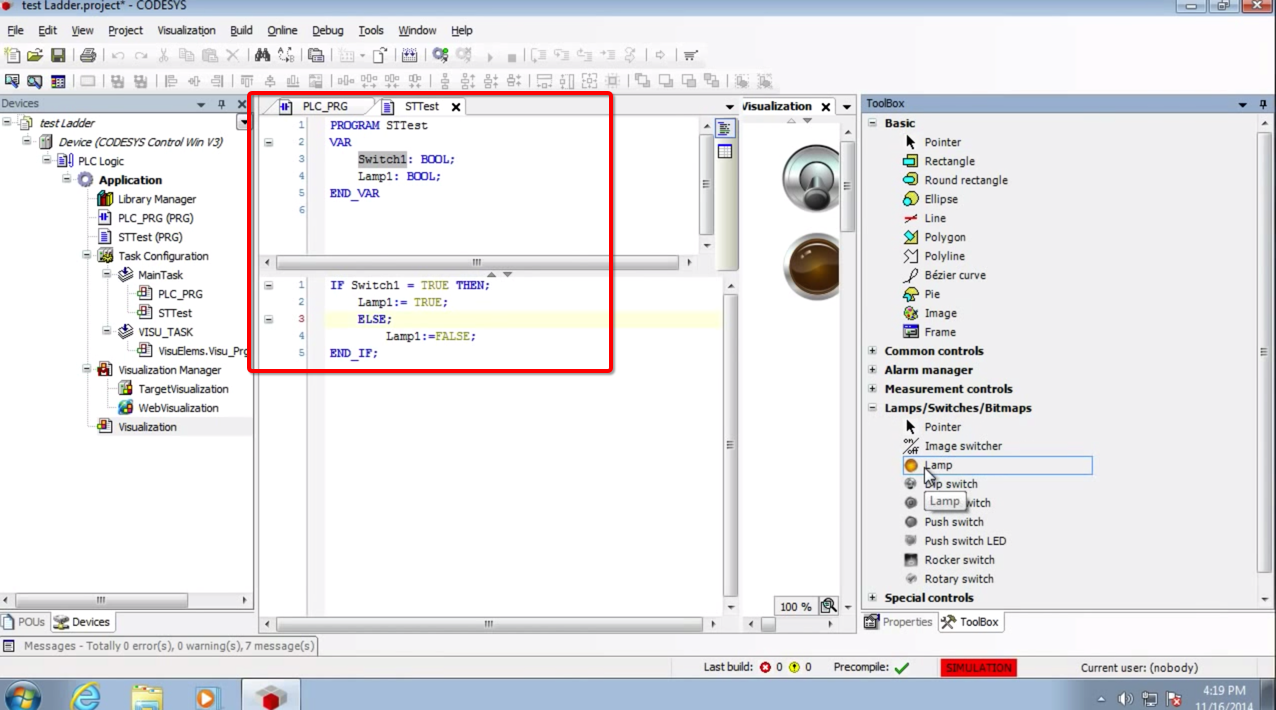 test Ladder.project* - CODESYS
File Edit View Project Visualization Build Online Debug Tools Window Help
Devices
test Ladder
Device (CODESYS Control Win V3)
PLC Logic
Application
Library Manager
PLC_PRG (PRG)
STTest (PRG)
Task Configuration
MainTask
PLC_PRG
STTest
VISU_TASK
VisuElems.Visu_Prg
Visualization Manager
TargetVisualization
WebVisualization
Visualization
POUs Devices
PLC_PRG STTest
1 PROGRAM STTest
2 VAR
3 Switch1: BOOL;
4 Lamp1: BOOL;
5 END_VAR
6
1 IF Switch1 = TRUE THEN;
2 Lamp1:= TRUE;
3 ELSE;
4 Lamp1:=FALSE;
5 END_IF;
Visualization
100 %
ToolBox
Basic
Pointer
Rectangle
Round rectangle
Ellipse
Line
Polygon
Polyline
Bézier curve
Pie
Image
Frame
Common controls
Alarm manager
Measurement controls
Lamps/Switches/Bitmaps
Pointer
on/off Image switcher
Lamp
Dip switch
Lamp
Push switch
Push switch LED
Rocker switch
Rotary switch
Special controls
Properties ToolBox
Messages - Totally 0 error(s), 0 warning(s), 7 message(s)
Last build: 0 0 Precompile: SIMULATION Current user: (nobody)
4:19 PM
11/16/2014